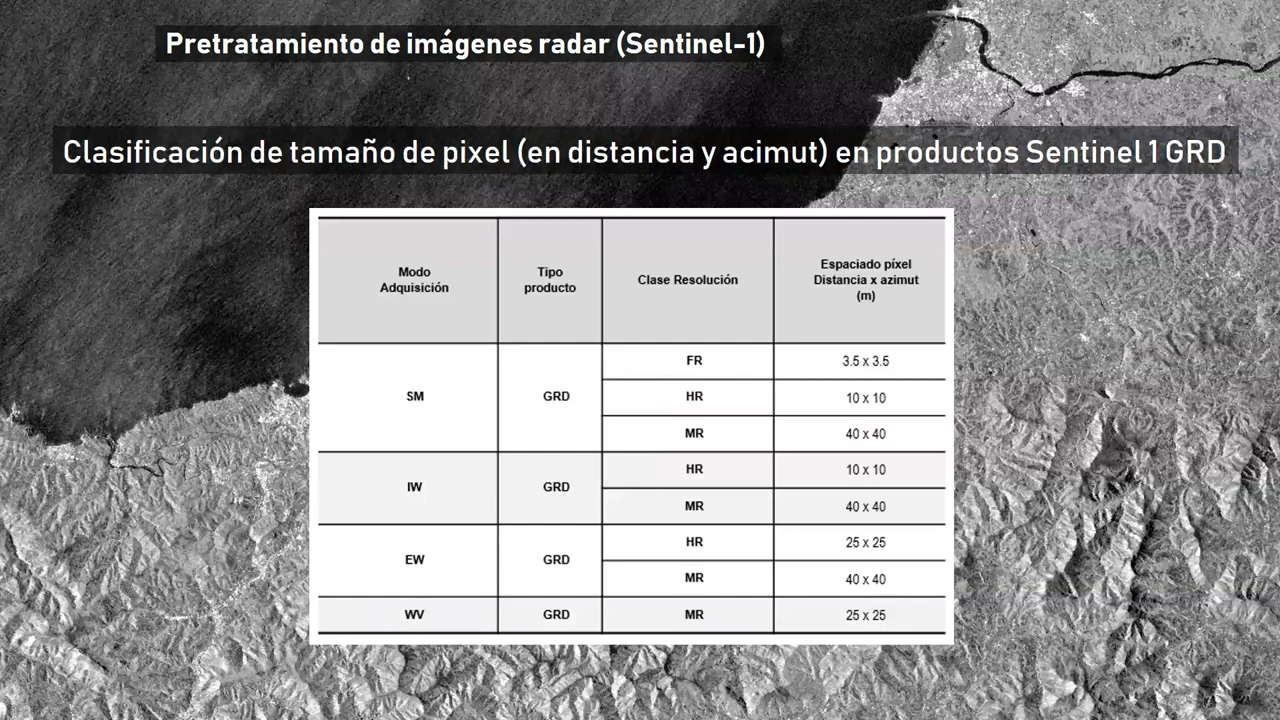 Pretratamiento de imágenes radar (Sentinel-1)
Clasificación de tamaño de pixel (en distancia y acimut) en productos Sentinel 1 GRD
Modo Adquisición | Tipo producto | Clase Resolución | Espaciado píxel Distancia x azimut (m)
SM | GRD | FR | 3.5 x 3.5
HR | 10 x 10
MR | 40 x 40
IW | GRD | HR | 10 x 10
MR | 40 x 40
EW | GRD | HR | 25 x 25
MR | 40 x 40
WV | GRD | MR | 25 x 25